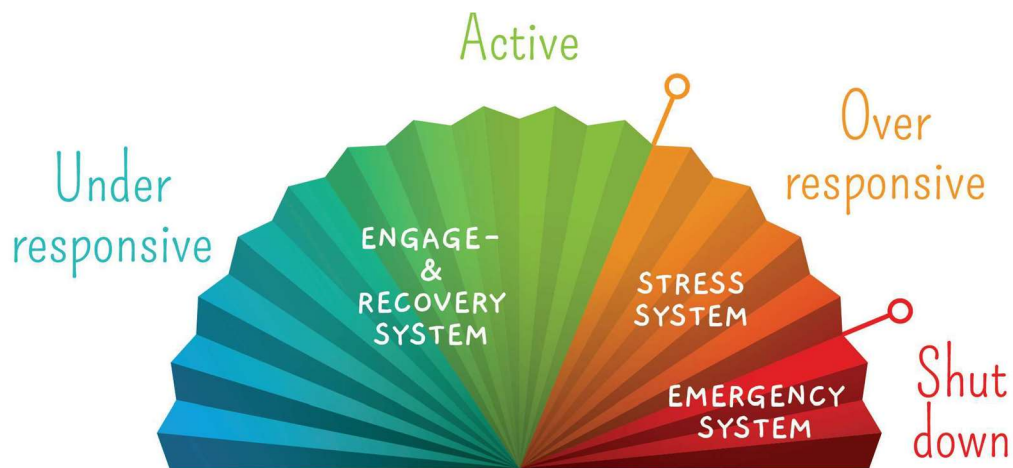 Active
Over
responsive
Under
responsive
ENGAGE-
&
RECOVERY
SYSTEM
STRESS
SYSTEM
EMERGENCY
SYSTEM
Shut
down